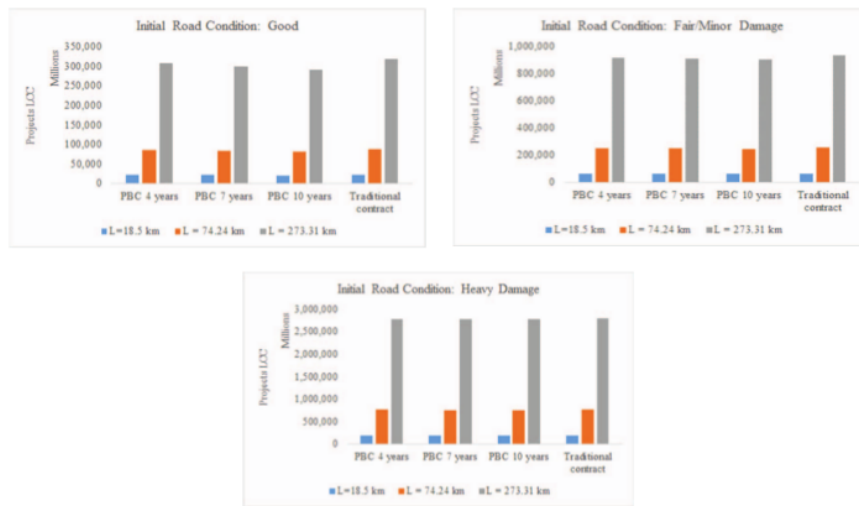 Initial Road Condition: Good
Projects LCC
Millions
350,000
300,000
250,000
200,000
150,000
100,000
50,000
0
PBC 4 years PBC 7 years PBC 10 years Traditional
contract
L=18.5 km L = 74.24 km L = 273.31 km
Initial Road Condition: Fair/Minor Damage
Projects LCC
Millions
1,000,000
800,000
600,000
400,000
200,000
0
PBC 4 years PBC 7 years PBC 10 years Traditional
contract
L=18.5 km L = 74.24 km L = 273.31 km
Initial Road Condition: Heavy Damage
Projects LCC
Millions
3,000,000
2,500,000
2,000,000
1,500,000
1,000,000
500,000
0
PBC 4 years PBC 7 years PBC 10 years Traditional
contract
L=18.5 km L = 74.24 km L = 273.31 km